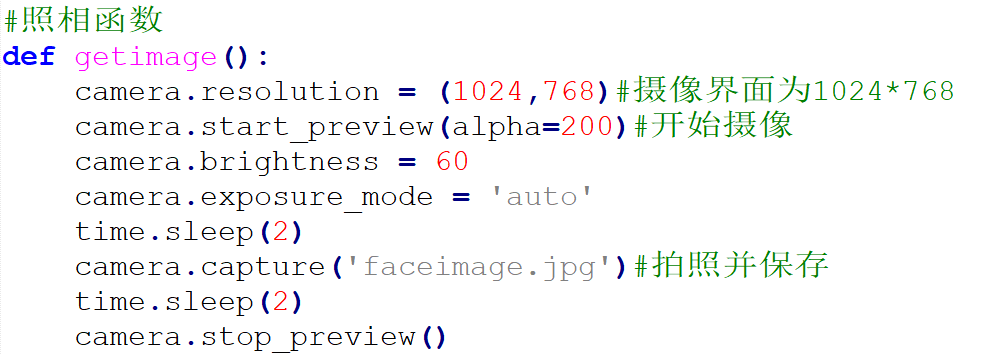 #照相函数
def getimage():
    camera.resolution = (1024,768)#摄像界面为1024*768
    camera.start_preview(alpha=200)#开始摄像
    camera.brightness = 60
    camera.exposure_mode = 'auto'
    time.sleep(2)
    camera.capture('faceimage.jpg')#拍照并保存
    time.sleep(2)
    camera.stop_preview()